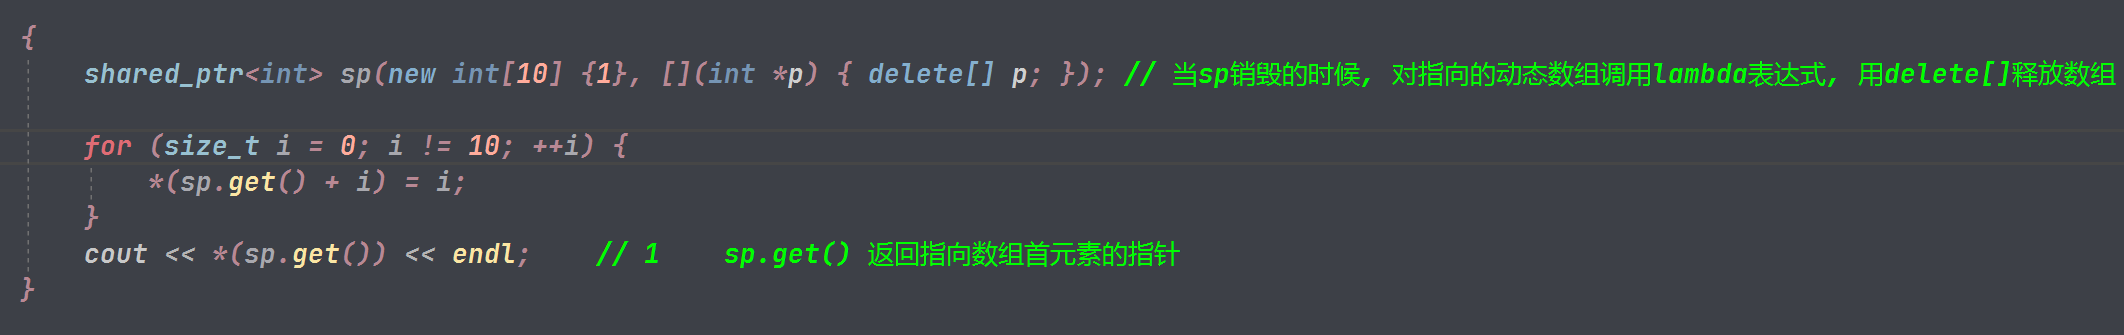 {
    shared_ptr<int> sp(new int[10] {1}, [](int *p) { delete[] p; }); // 当sp销毁的时候, 对指向的动态数组调用lambda表达式, 用delete[]释放数组
    for (size_t i = 0; i != 10; ++i) {
        *(sp.get() + i) = i;
    }
    cout << *(sp.get()) << endl;    // 1    sp.get() 返回指向数组首元素的指针
}